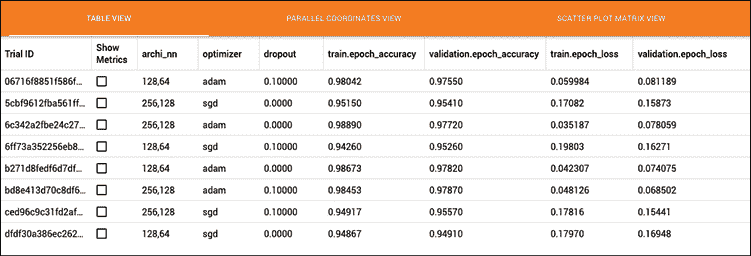 TABLE VIEW PARALLEL COORDINATES VIEW SCATTER PLOT MATRIX VIEW
Trial ID Show Metrics archi_nn optimizer dropout train.epoch_accuracy validation.epoch_accuracy train.epoch_loss validation.epoch_loss
06716f8851f586f... 128,64 adam 0.10000 0.98042 0.97550 0.059984 0.081189
5cbf9612fba561ff... 256,128 sgd 0.0000 0.95150 0.95410 0.17082 0.15873
6c342a2fbe24c27... 256,128 adam 0.0000 0.98890 0.97720 0.035187 0.078059
6ff73a352256eb8... 128,64 sgd 0.10000 0.94260 0.95260 0.19803 0.16271
b271d8fedf6d7df... 128,64 adam 0.0000 0.98673 0.97820 0.042307 0.074075
bd8e413d70c8df6... 256,128 adam 0.10000 0.98453 0.97870 0.048126 0.068502
ced96c9c31fd2af... 256,128 sgd 0.10000 0.94917 0.95570 0.17816 0.15441
dfdf30a386ec262... 128,64 sgd 0.0000 0.94867 0.94910 0.17970 0.16948